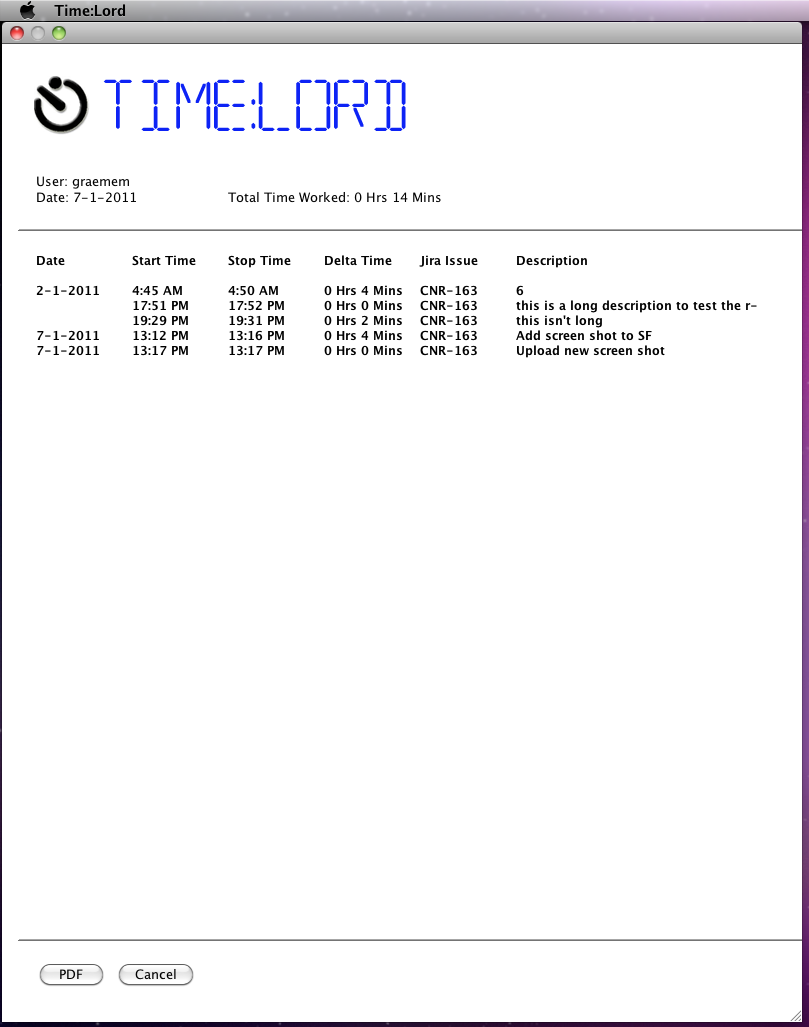 Time:Lord
TIME:LORD
User: graemem
Date: 7-1-2011 Total Time Worked: 0 Hrs 14 Mins
Date Start Time Stop Time Delta Time Jira Issue Description
2-1-2011 4:45 AM 4:50 AM 0 Hrs 4 Mins CNR-163 6
17:51 PM 17:52 PM 0 Hrs 0 Mins CNR-163 this is a long description to test the r-
19:29 PM 19:31 PM 0 Hrs 2 Mins CNR-163 this isn't long
7-1-2011 13:12 PM 13:16 PM 0 Hrs 4 Mins CNR-163 Add screen shot to SF
7-1-2011 13:17 PM 13:17 PM 0 Hrs 0 Mins CNR-163 Upload new screen shot
PDF Cancel